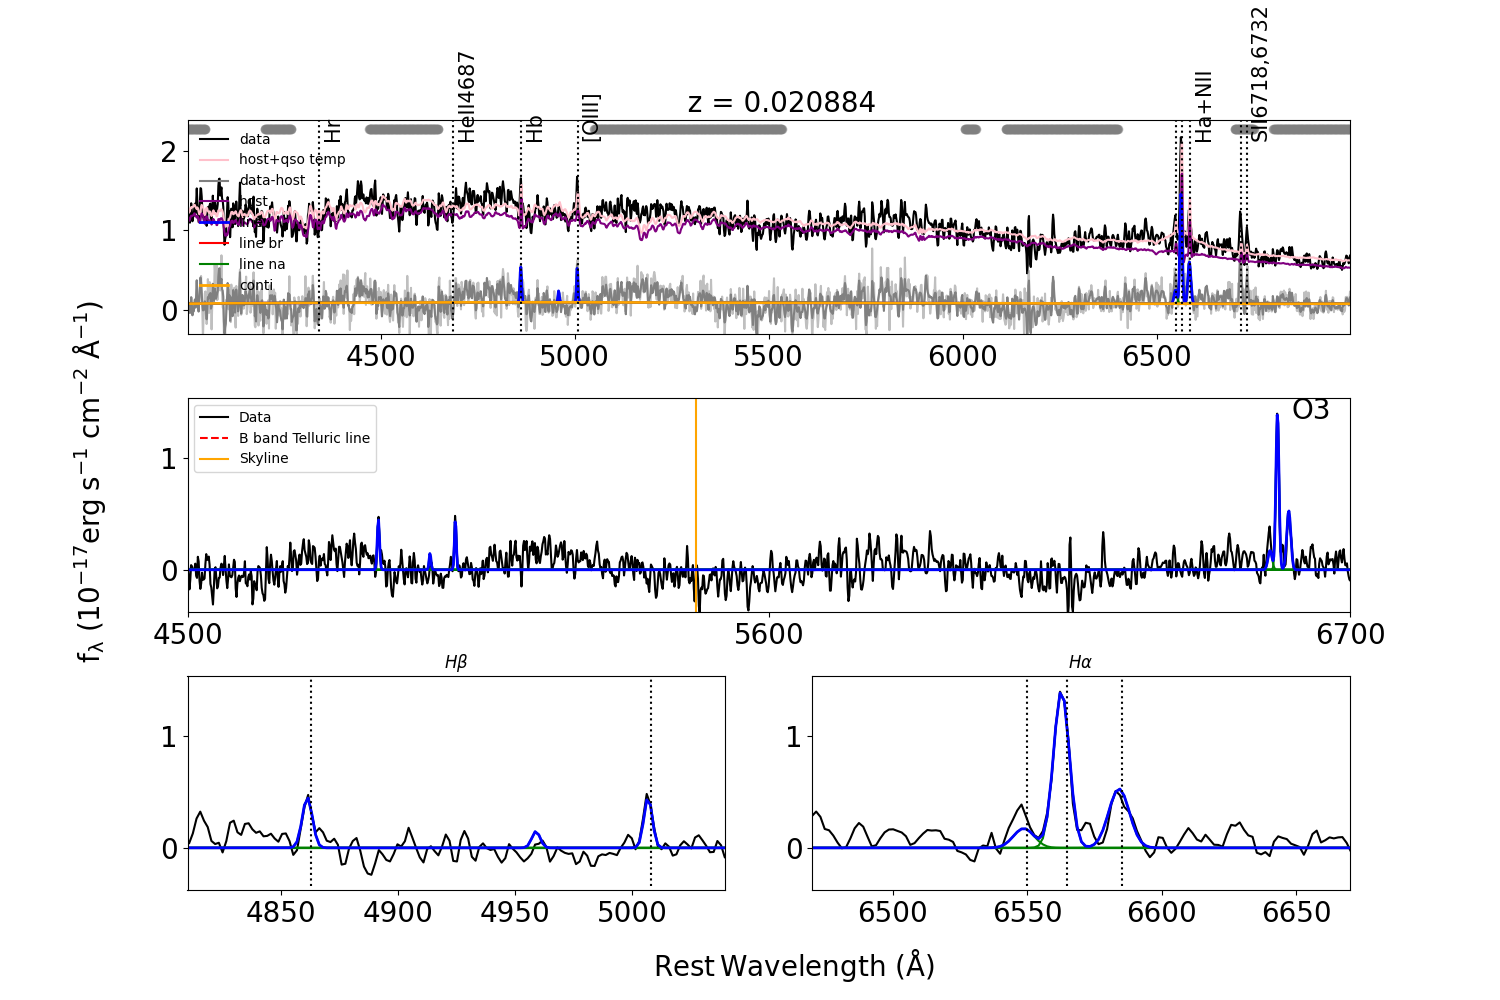 z = 0.020884
Hr
HeII4687
Hb
[OIII]
Ha+NII
SII6718,6732
data
host+qso temp
data-host
host
line br
line na
conti
2
1
0
4500
5000
5500
6000
6500
f_λ (10⁻¹⁷erg s⁻¹ cm⁻² Å⁻¹)
Data
B band Telluric line
Skyline
O3
1
0
4500
5600
6700
Hβ
1
0
4850
4900
4950
5000
Hα
1
0
6500
6550
6600
6650
Rest Wavelength (Å)